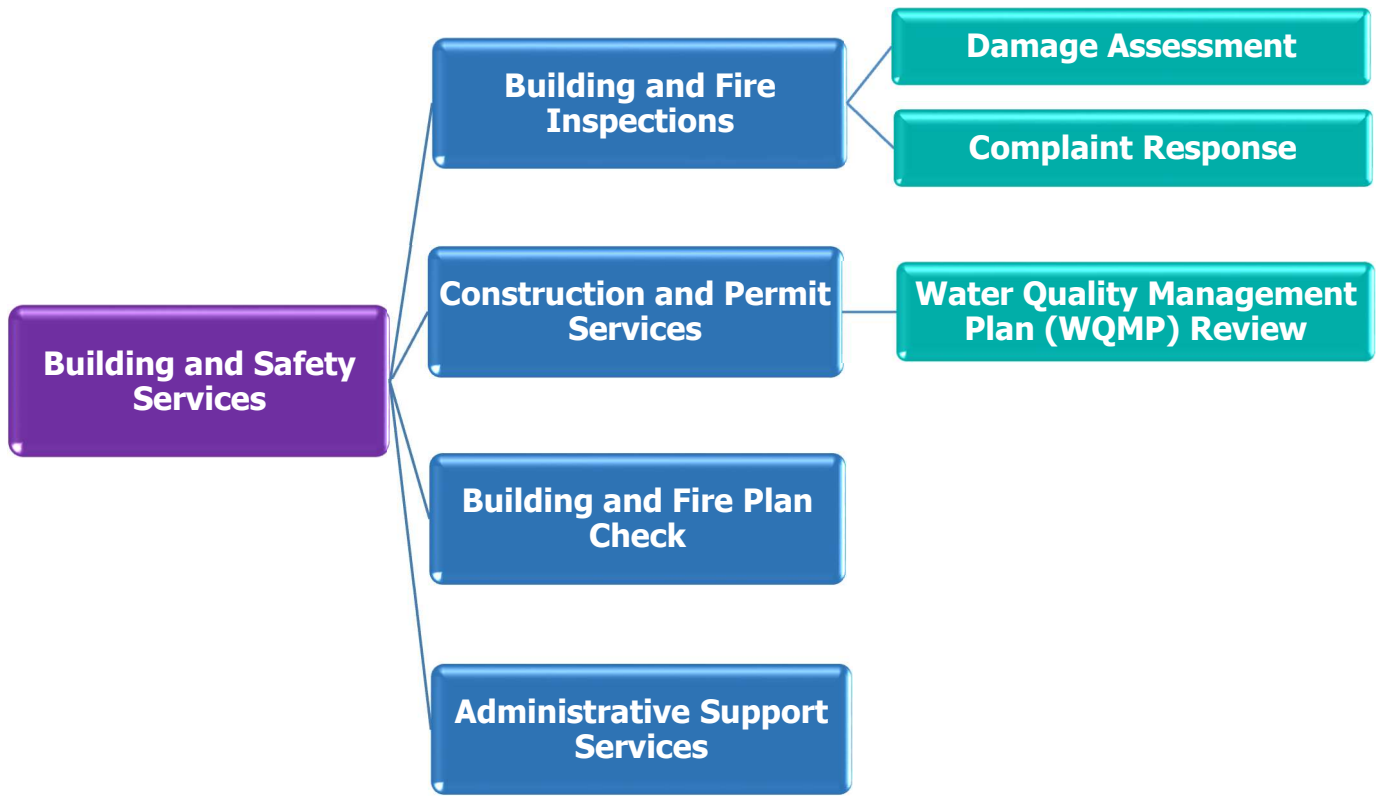 Building and Safety
Services
Building and Fire
Inspections
Damage Assessment
Complaint Response
Construction and Permit
Services
Water Quality Management
Plan (WQMP) Review
Building and Fire Plan
Check
Administrative Support
Services